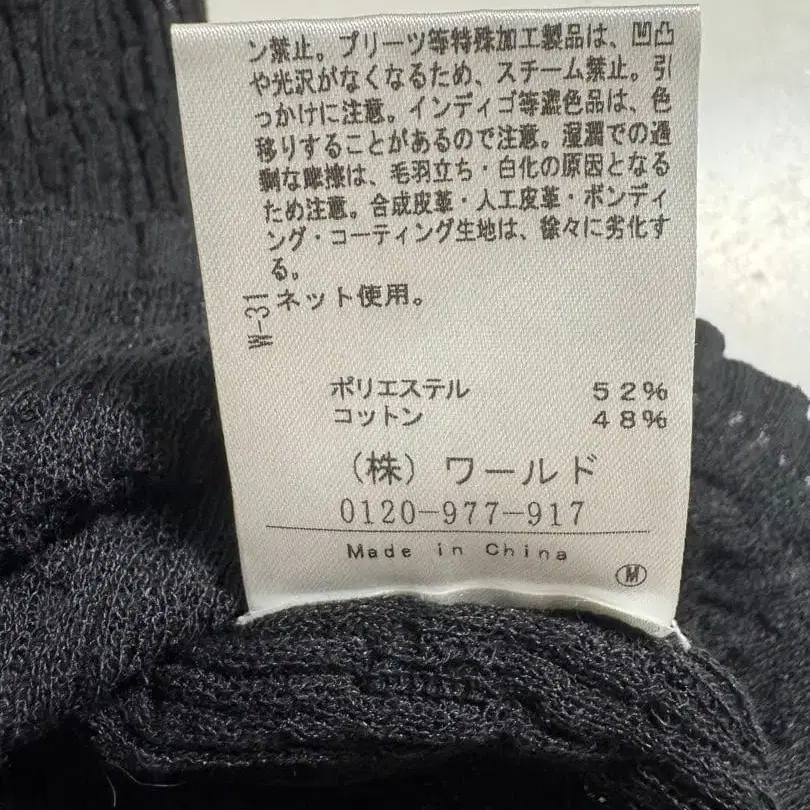 ン禁止。プリーツ等特殊加工製品は、凹凸
や光沢がなくなるため、スチーム禁止。引
っかけに注意。インディゴ等濃色品は、色
移りすることがあるので注意。湿潤での過
剰な摩擦は、毛羽立ち・白化の原因となる
ため注意。合成皮革・人工皮革・ボンディ
ング・コーティング生地は、徐々に劣化す
る。
ネット使用。
W-31
ポリエステル 52%
コットン 48%
(株)ワールド
0120-977-917
Made in China
M